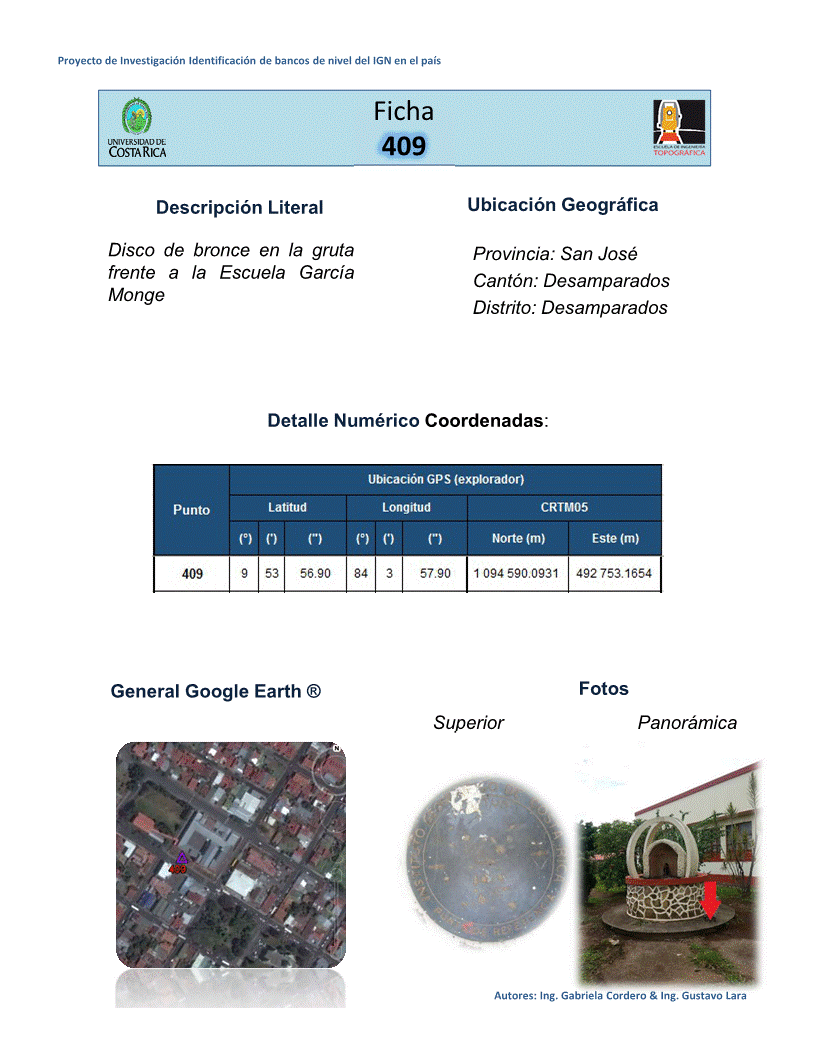 Proyecto de Investigación Identificación de bancos de nivel del IGN en el país
Ficha
409
UNIVERSIDAD DE
COSTA RICA
ESCUELA DE INGENIERÍA
TOPOGRÁFICA
Descripción Literal
Disco de bronce en la gruta
frente a la Escuela García
Monge
Ubicación Geográfica
Provincia: San José
Cantón: Desamparados
Distrito: Desamparados
Detalle Numérico Coordenadas:
Punto
Ubicación GPS (explorador)
Latitud Longitud CRTM05
(°) (') (") (°) (') (") Norte (m) Este (m)
409 9 53 56.90 84 3 57.90 1 094 590.0931 492 753.1654
General Google Earth ®
Fotos
Superior Panorámica
N
409
Autores: Ing. Gabriela Cordero & Ing. Gustavo Lara